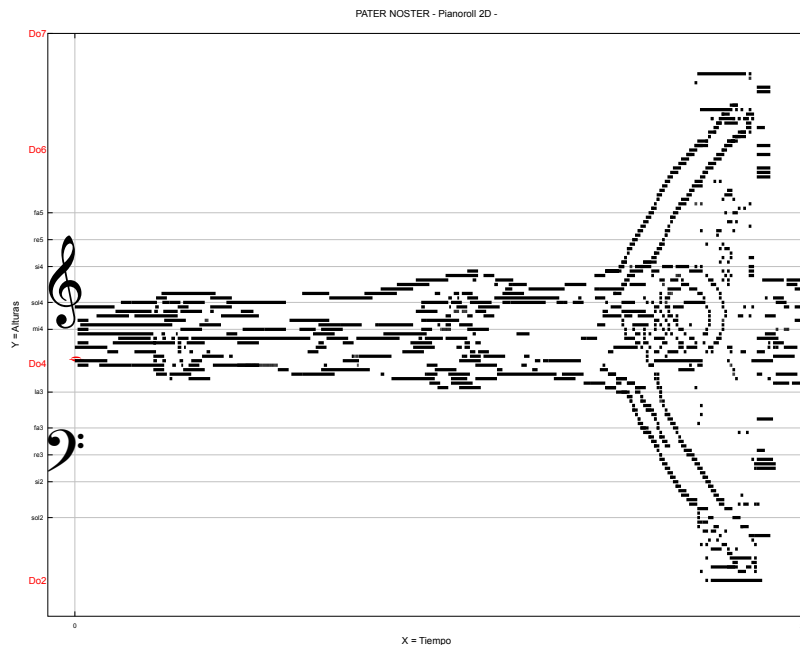 PATER NOSTER - Pianoroll 2D -
Do7
Do6
fa5
re5
si4
sol4
mi4
Do4
la3
fa3
re3
si2
sol2
Do2
Y = Alturas
0
X = Tiempo